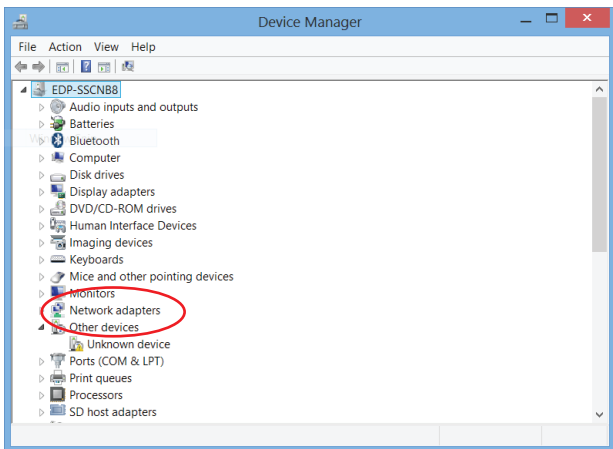 Device Manager
File Action View Help
EDP-SSCNB8
Audio inputs and outputs
Batteries
Bluetooth
Computer
Disk drives
Display adapters
DVD/CD-ROM drives
Human Interface Devices
Imaging devices
Keyboards
Mice and other pointing devices
Monitors
Network adapters
Other devices
Unknown device
Ports (COM & LPT)
Print queues
Processors
SD host adapters